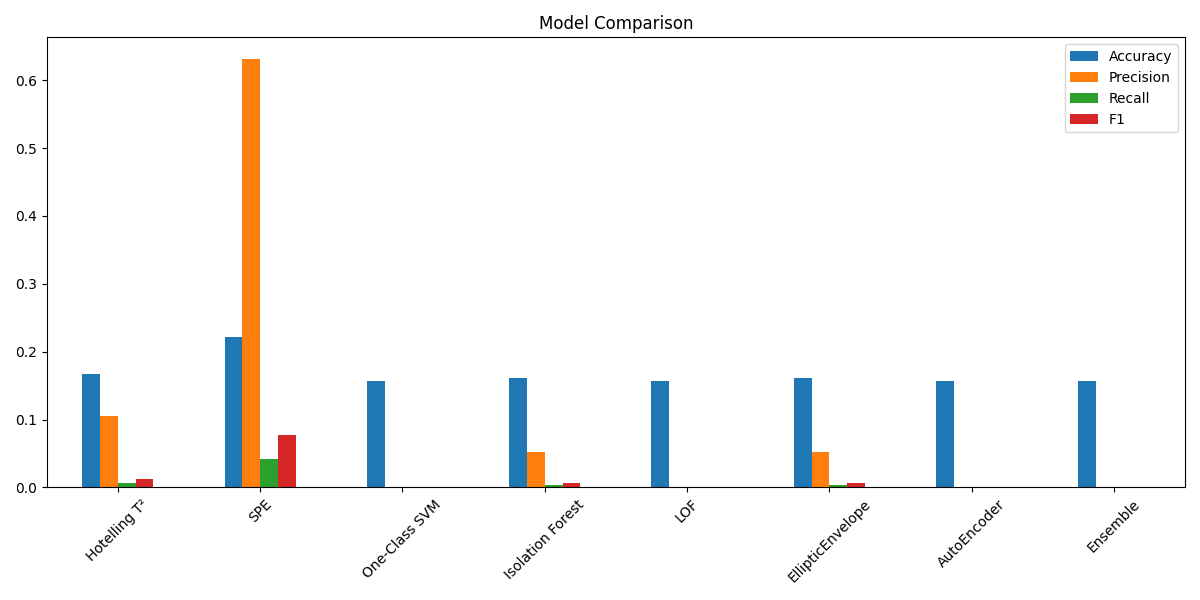 Model Comparison
Accuracy
Precision
Recall
F1
0.6
0.5
0.4
0.3
0.2
0.1
0.0
Hotelling T²
SPE
One-Class SVM
Isolation Forest
LOF
EllipticEnvelope
AutoEncoder
Ensemble